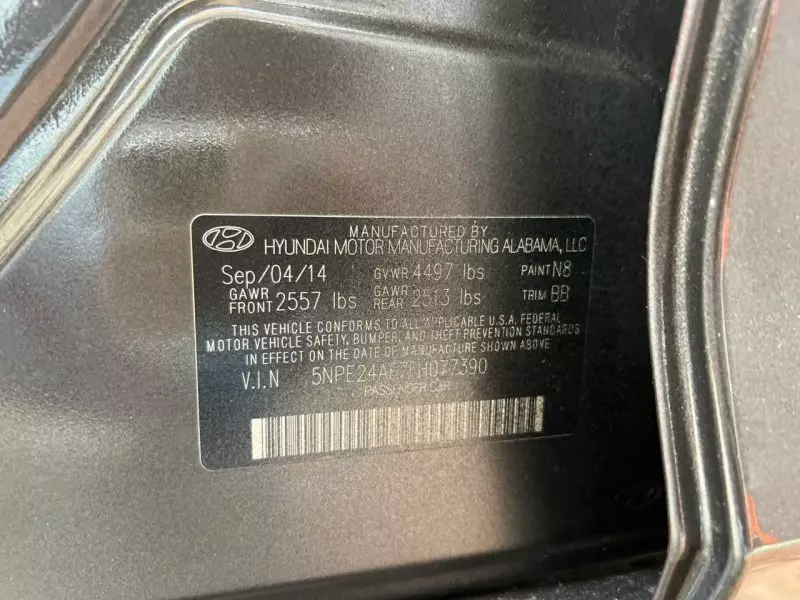 MANUFACTURED BY
HYUNDAI MOTOR MANUFACTURING ALABAMA, LLC
Sep/04/14 GVWR 4497 lbs PAINT N8
GAWR FRONT 2557 lbs GAWR REAR 2513 lbs TRIM BB
THIS VEHICLE CONFORMS TO ALL APPLICABLE U.S.A. FEDERAL
MOTOR VEHICLE SAFETY, BUMPER, AND THEFT PREVENTION STANDARDS
IN EFFECT ON THE DATE OF MANUFACTURE SHOWN ABOVE
V.I.N 5NPE24AF7FH077390
PASSENGER CAR